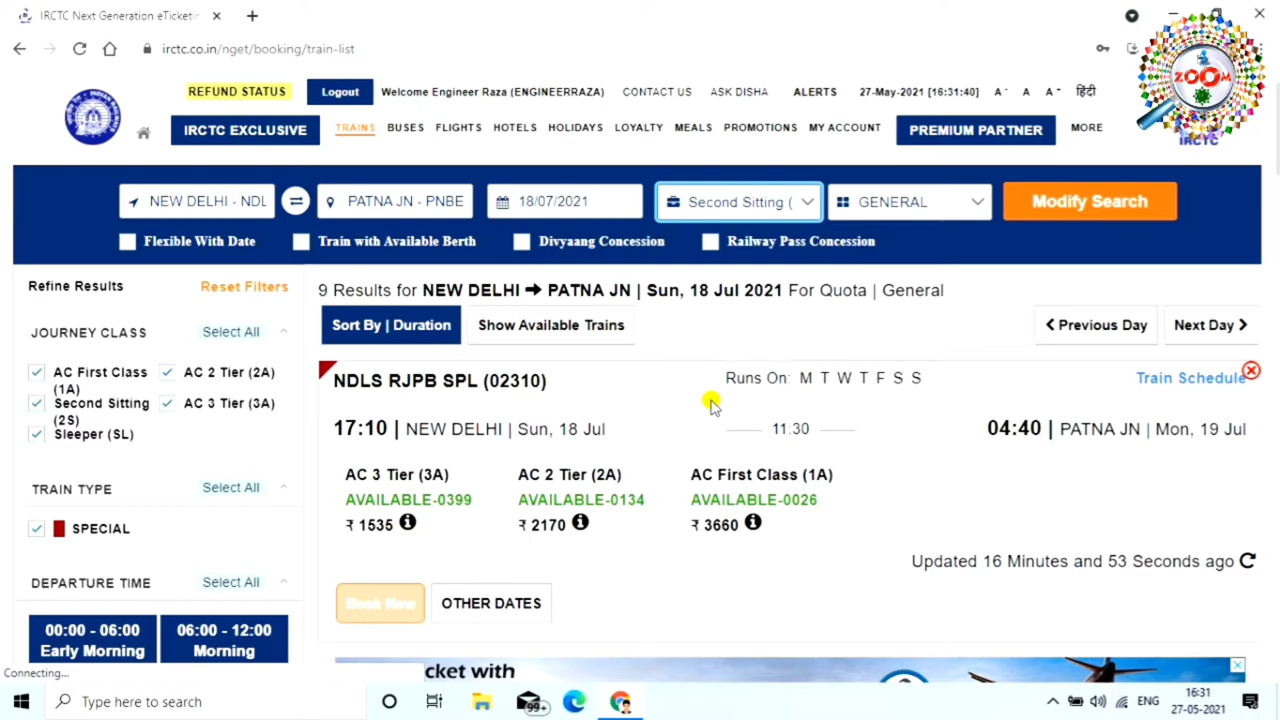 IRCTC Next Generation eTicket
irctc.co.in/nget/booking/train-list
ZOOM
REFUND STATUS
Logout
Welcome Engineer Raza (ENGINEERRAZA)
CONTACT US
ASK DISHA
ALERTS
27-May-2021 [16:31:40]
A- A A+
हिंदी
IRCTC EXCLUSIVE
TRAINS
BUSES
FLIGHTS
HOTELS
HOLIDAYS
LOYALTY
MEALS
PROMOTIONS
MY ACCOUNT
PREMIUM PARTNER
MORE
IRCTC
NEW DELHI - NDL
PATNA JN - PNBE
18/07/2021
Second Sitting (
GENERAL
Modify Search
Flexible With Date
Train with Available Berth
Divyaang Concession
Railway Pass Concession
Refine Results
Reset Filters
JOURNEY CLASS
Select All
AC First Class (1A)
AC 2 Tier (2A)
Second Sitting (2S)
AC 3 Tier (3A)
Sleeper (SL)
TRAIN TYPE
Select All
SPECIAL
DEPARTURE TIME
Select All
00:00 - 06:00
Early Morning
06:00 - 12:00
Morning
9 Results for NEW DELHI ➔ PATNA JN | Sun, 18 Jul 2021 For Quota | General
Sort By | Duration
Show Available Trains
Previous Day
Next Day
NDLS RJPB SPL (02310)
Runs On: M T W T F S S
Train Schedule
17:10 | NEW DELHI | Sun, 18 Jul
11:30
04:40 | PATNA JN | Mon, 19 Jul
AC 3 Tier (3A)
AVAILABLE-0399
₹ 1535
AC 2 Tier (2A)
AVAILABLE-0134
₹ 2170
AC First Class (1A)
AVAILABLE-0026
₹ 3660
Updated 16 Minutes and 53 Seconds ago
Book Now
OTHER DATES
cket with
Connecting...
Type here to search
99+
ENG
16:31
27-05-2021